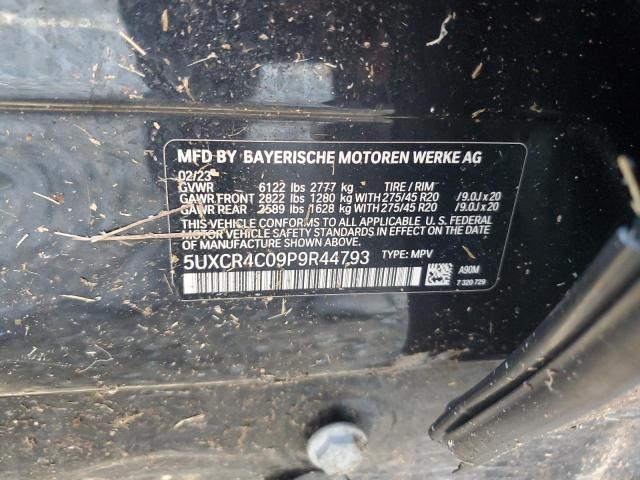 MFD BY BAYERISCHE MOTOREN WERKE AG
02/23
GVWR 6122 lbs 2777 kg TIRE / RIM
GAWR FRONT 2822 lbs 1280 kg WITH 275/45 R20 /9.0J x 20
GAWR REAR 3589 lbs 1628 kg WITH 275/45 R20 /9.0J x 20
THIS VEHICLE CONFORMS TO ALL APPLICABLE U. S. FEDERAL
MOTOR VEHICLE SAFETY STANDARDS IN EFFECT ON THE DATE
OF MANUFACTURE SHOWN ABOVE.
5UXCR4C09P9R44793 TYPE: MPV
A90M
7 320 729